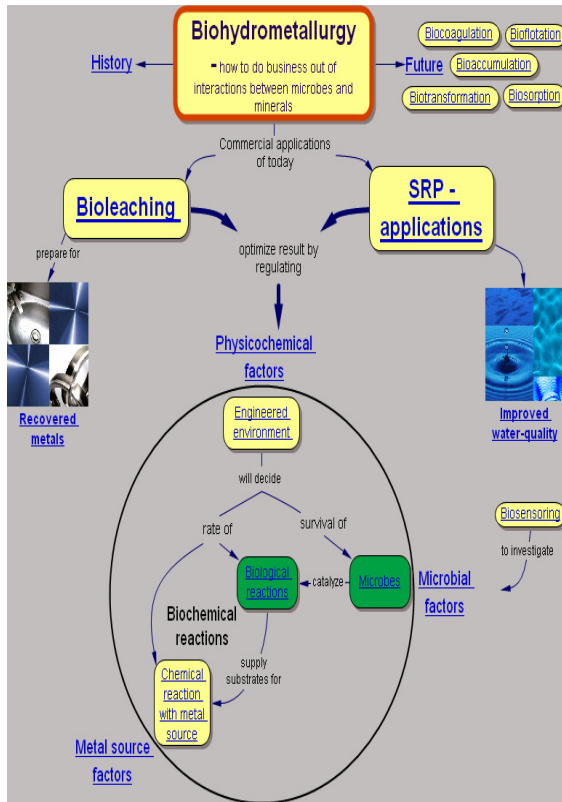 Biohydrometallurgy
- how to do business out of
interactions between microbes and
minerals
History
Future
Biocoagulation
Bioflotation
Bioaccumulation
Biotransformation
Biosorption
Commercial applications
of today
Bioleaching
SRP -
applications
prepare for
optimize result by
regulating
Recovered
metals
Improved
water-quality
Physicochemical
factors
Engineered
environment
will decide
rate of
survival of
Biosensoring
to investigate
Biological
reactions
catalyze
Microbes
Microbial
factors
Biochemical
reactions
supply
substrates for
Chemical
reaction
with metal
source
Metal source
factors